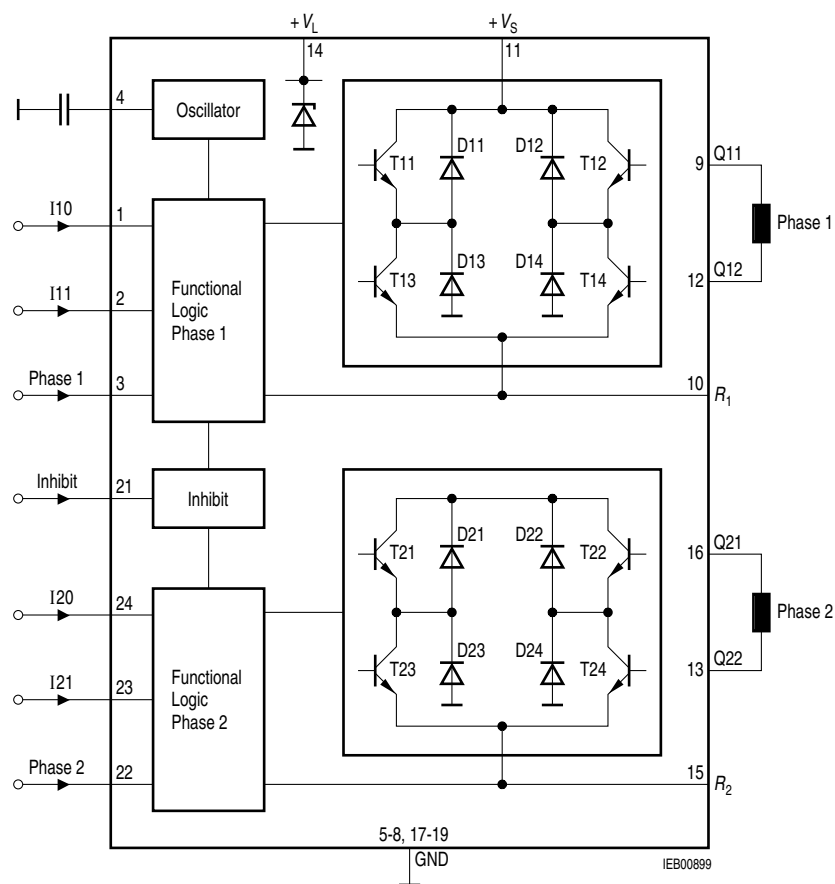 + VL
+ VS
14
11
4
Oscillator
D11
D12
T11
T12
9
Q11
I10
1
Phase 1
Functional
Logic
Phase 1
D13
D14
T13
T14
12
Q12
I11
2
Phase 1
3
10
R1
Inhibit
21
Inhibit
D21
D22
T21
T22
16
Q21
I20
24
Phase 2
Functional
Logic
Phase 2
D23
D24
T23
T24
13
Q22
I21
23
Phase 2
22
15
R2
5-8, 17-19
GND
IEB00899